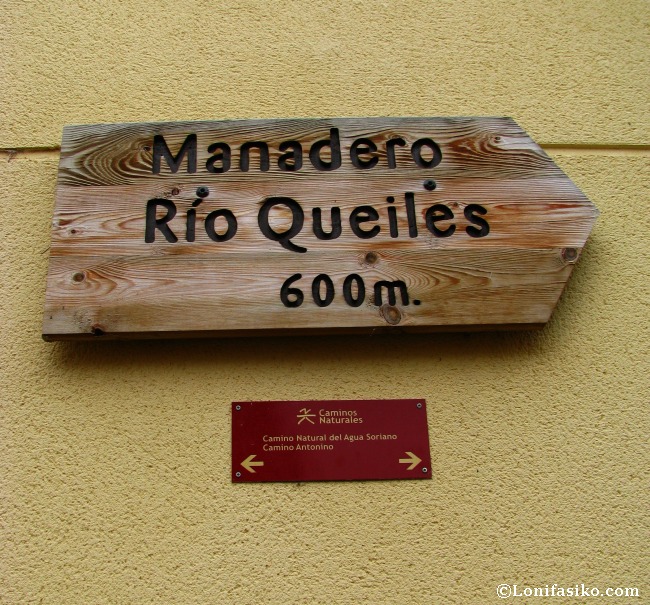 Manadero
Río Queiles
600m.
Caminos
Naturales
Camino Natural del Agua Soriano
Camino Antonino
©Lonifasiko.com